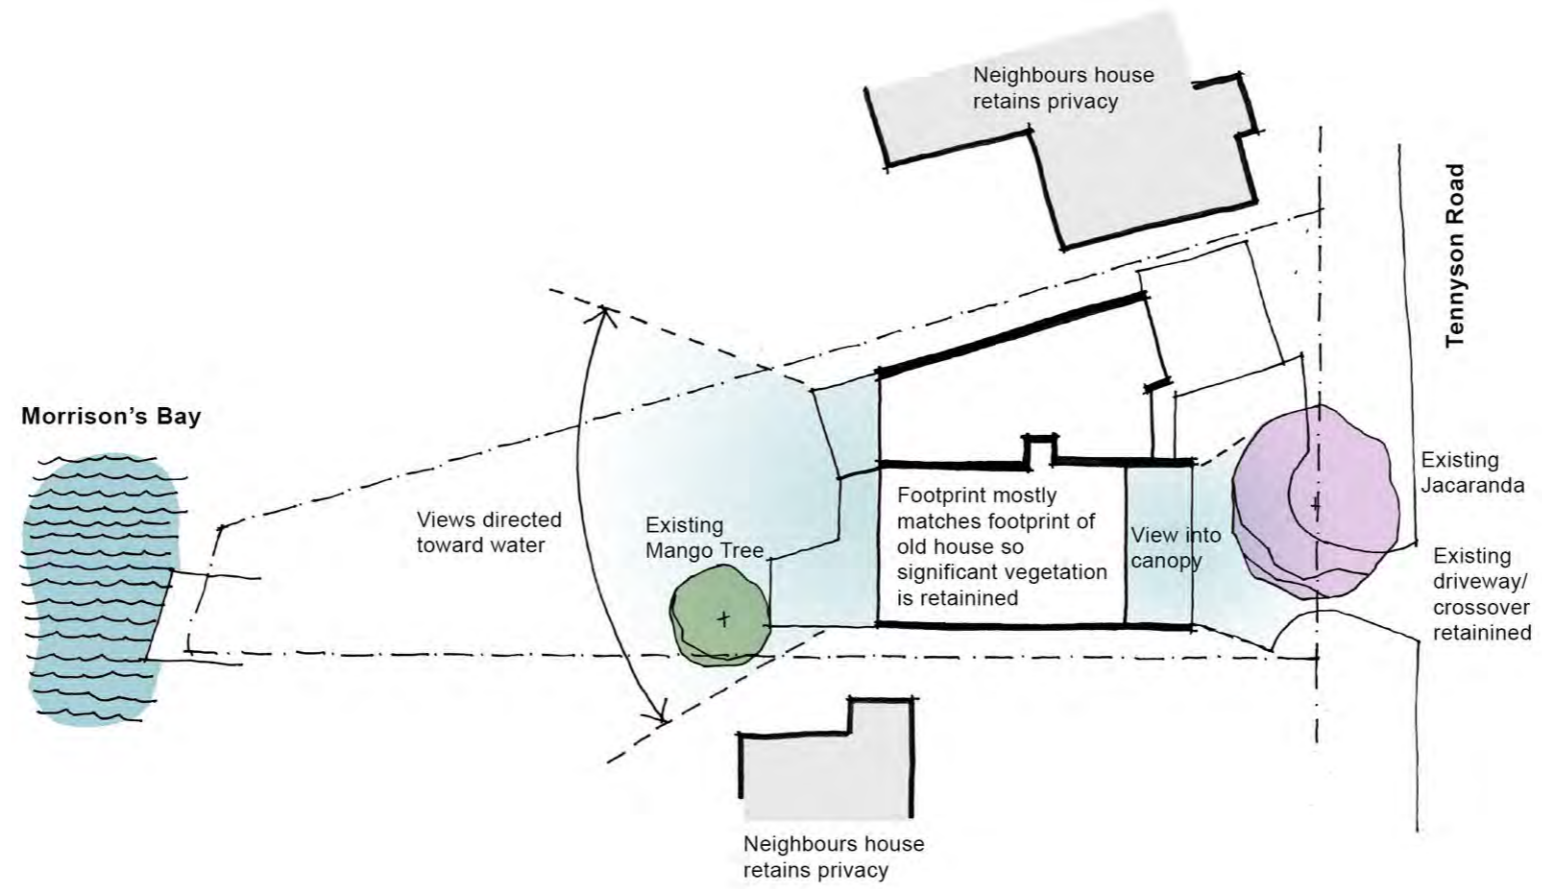 Neighbours house
retains privacy
Tennyson Road
Morrison's Bay
Views directed
toward water
Existing
Mango Tree
Footprint mostly
matches footprint of
old house so
significant vegetation
is retainined
View into
canopy
Existing
Jacaranda
Existing
driveway/
crossover
retainined
Neighbours house
retains privacy